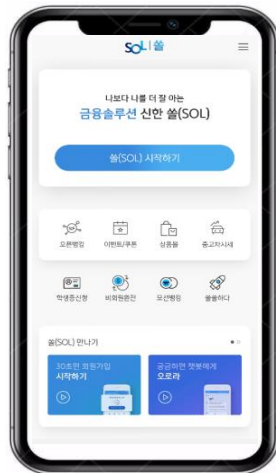 SOL | 쏠
나보다 나를 더 잘 아는
금융솔루션 신한 쏠(SOL)
쏠(SOL) 시작하기
오픈뱅킹 이벤트/쿠폰 상품몰 중고차시세
학생증신청 비회원환전 모션뱅킹 쏠쏠하다
쏠(SOL) 만나기
30초면 회원가입
시작하기
궁금하면 챗봇에게
오로라